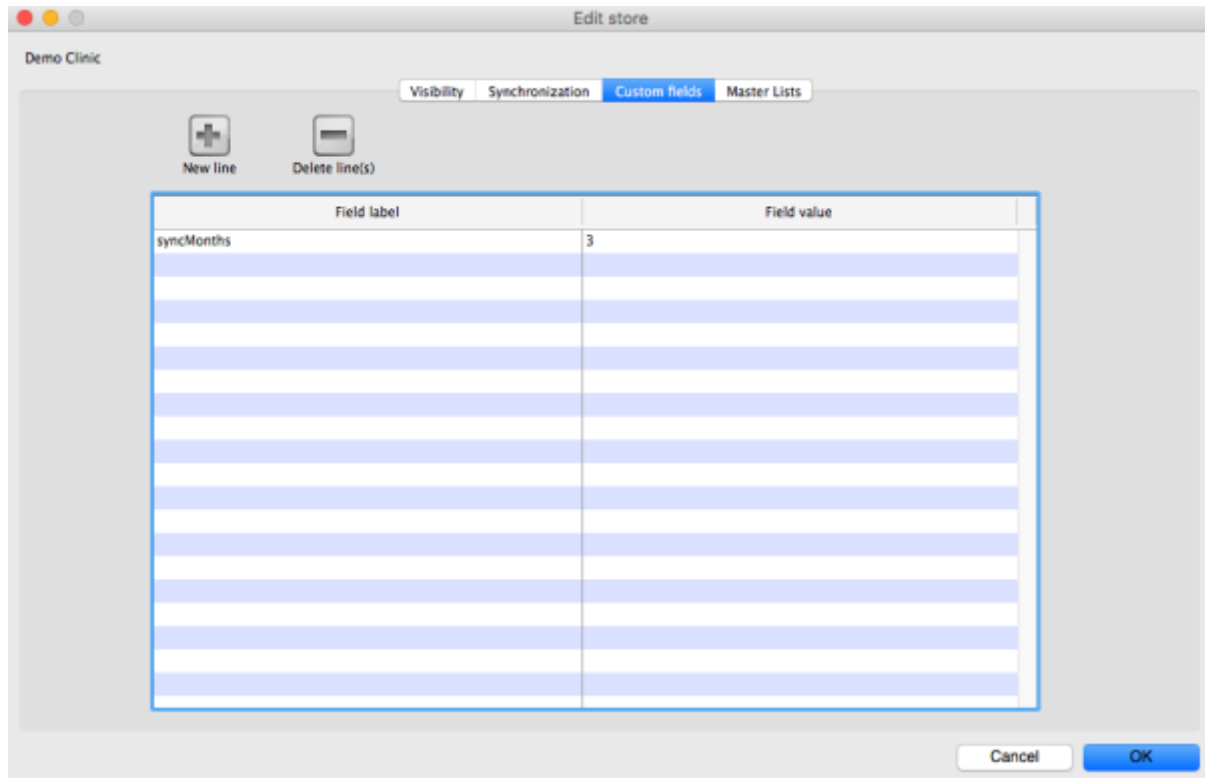 Edit store
Demo Clinic
Visibility Synchronization Custom fields Master Lists
New line Delete line(s)
Field label Field value
syncMonths 3
Cancel OK